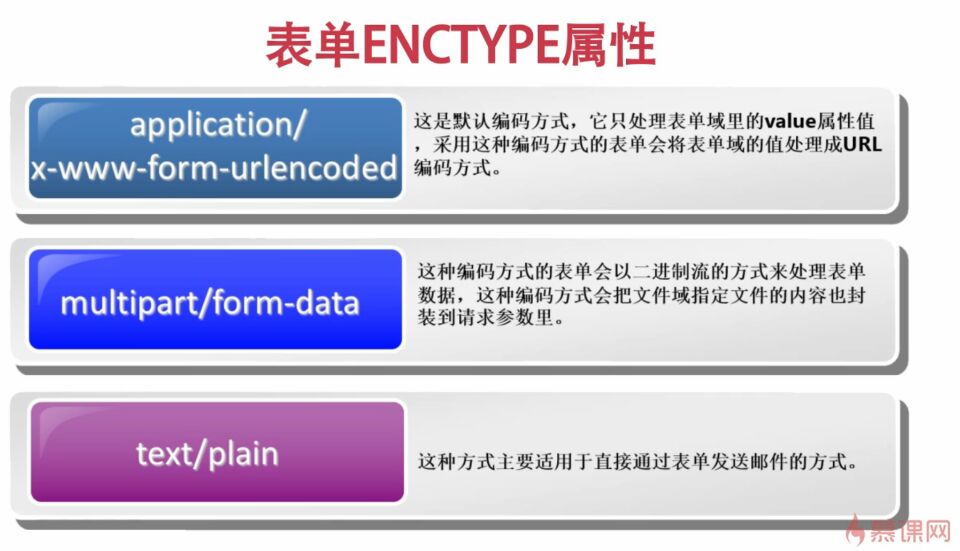 表单ENCTYPE属性
application/
x-www-form-urlencoded
这是默认编码方式，它只处理表单域里的value属性值
，采用这种编码方式的表单会将表单域的值处理成URL
编码方式。
multipart/form-data
这种编码方式的表单会以二进制流的方式来处理表单
数据，这种编码方式会把文件域指定文件的内容也封
装到请求参数里。
text/plain
这种方式主要适用于直接通过表单发送邮件的方式。
慕课网